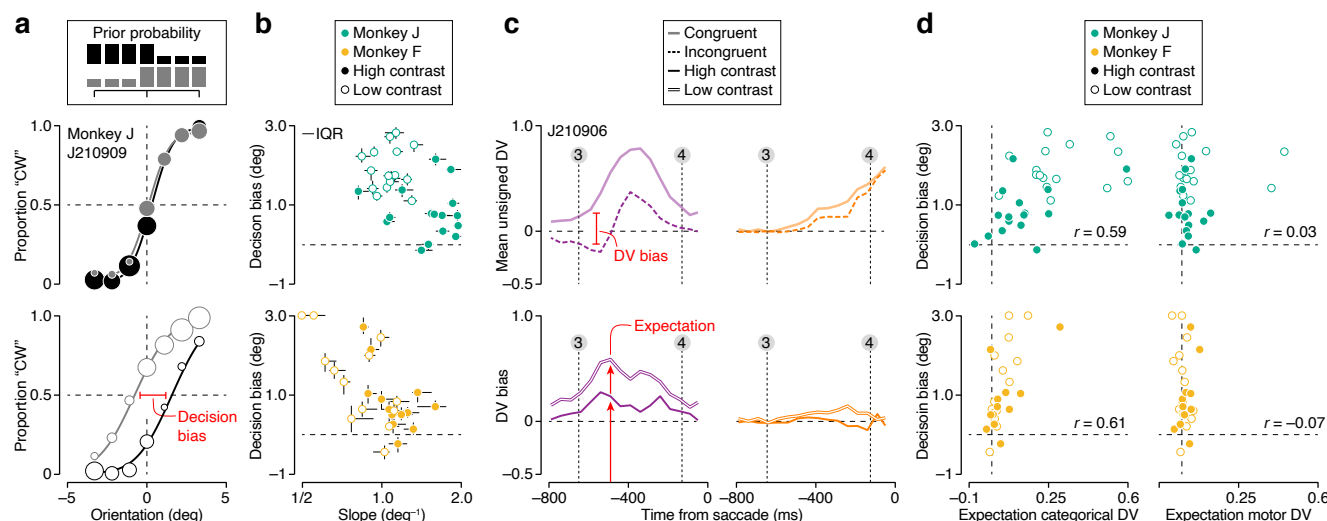 a
b
c
d
Prior probability
Monkey J
Monkey F
High contrast
Low contrast
Congruent
Incongruent
High contrast
Low contrast
Monkey J
Monkey F
High contrast
Low contrast
Monkey J
J210909
1.0
0.5
0
Proportion “CW”
IQR
3.0
1.0
−1
Decision bias (deg)
J210906
3
4
3
4
1.0
0
−0.5
Mean unsigned DV
DV bias
3.0
1.0
−1
Decision bias (deg)
r = 0.59
r = 0.03
1.0
0.5
0
Proportion “CW”
Decision
bias
−5
0
5
Orientation (deg)
3.0
1.0
−1
Decision bias (deg)
1/2
1.0
2.0
Slope (deg⁻¹)
Expectation
3
4
3
4
1.0
0
−0.5
DV bias
−800
−400
0
−800
−400
0
Time from saccade (ms)
3.0
1.0
−1
Decision bias (deg)
r = 0.61
r = −0.07
−0.1
0.25
0.6
0.25
0.6
Expectation categorical DV
Expectation motor DV